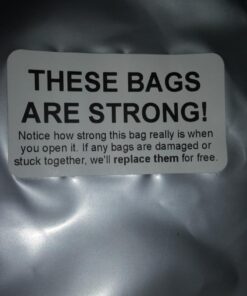 THESE BAGS
ARE STRONG!
Notice how strong this bag really is when
you open it. If any bags are damaged or
stuck together, we'll replace them for free.